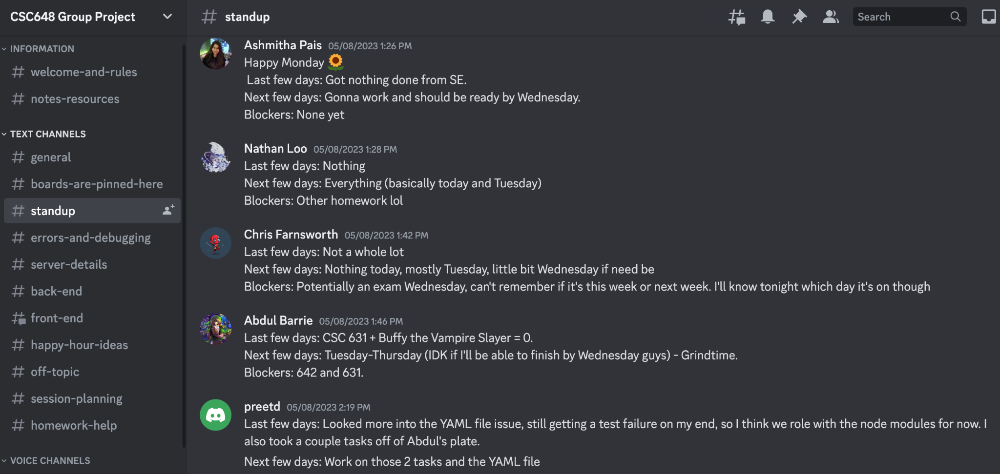 CSC648 Group Project
INFORMATION
# welcome-and-rules
# notes-resources
TEXT CHANNELS
# general
# boards-are-pinned-here
# standup
# errors-and-debugging
# server-details
# back-end
# front-end
# happy-hour-ideas
# off-topic
# session-planning
# homework-help
VOICE CHANNELS
# standup
Search
Ashmitha Pais 05/08/2023 1:26 PM
Happy Monday 🌻
Last few days: Got nothing done from SE.
Next few days: Gonna work and should be ready by Wednesday.
Blockers: None yet
Nathan Loo 05/08/2023 1:28 PM
Last few days: Nothing
Next few days: Everything (basically today and Tuesday)
Blockers: Other homework lol
Chris Farnsworth 05/08/2023 1:42 PM
Last few days: Not a whole lot
Next few days: Nothing today, mostly Tuesday, little bit Wednesday if need be
Blockers: Potentially an exam Wednesday, can't remember if it's this week or next week. I'll know tonight which day it's on though
Abdul Barrie 05/08/2023 1:46 PM
Last few days: CSC 631 + Buffy the Vampire Slayer = 0.
Next few days: Tuesday-Thursday (IDK if I'll be able to finish by Wednesday guys) - Grindtime.
Blockers: 642 and 631.
preetd 05/08/2023 2:19 PM
Last few days: Looked more into the YAML file issue, still getting a test failure on my end, so I think we role with the node modules for now. I
also took a couple tasks off of Abdul's plate.
Next few days: Work on those 2 tasks and the YAML file